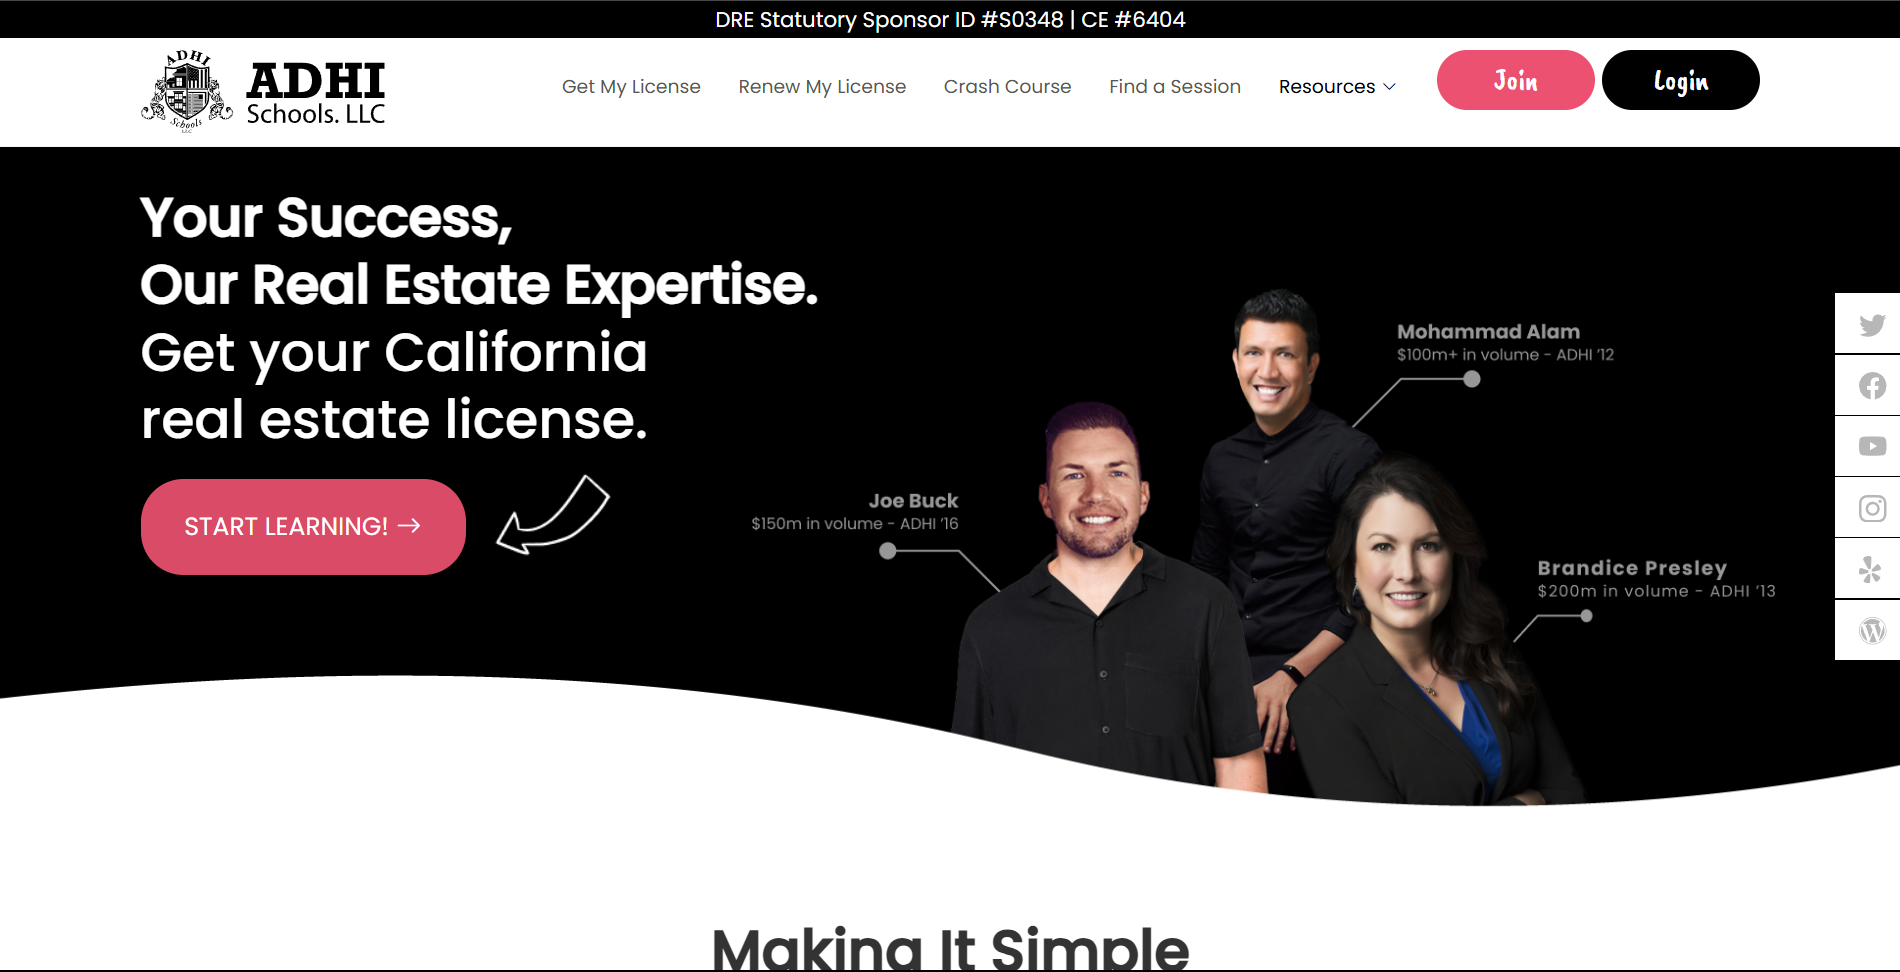 DRE Statutory Sponsor ID #S0348 | CE #6404
ADHI
Schools
LLC
ADHI
Schools. LLC
Get My License
Renew My License
Crash Course
Find a Session
Resources
Join
Login
Your Success,
Our Real Estate Expertise.
Get your California
real estate license.
START LEARNING!
Mohammad Alam
$100m+ in volume - ADHI '12
Joe Buck
$150m in volume - ADHI '16
Brandice Presley
$200m in volume - ADHI '13
Making It Simple